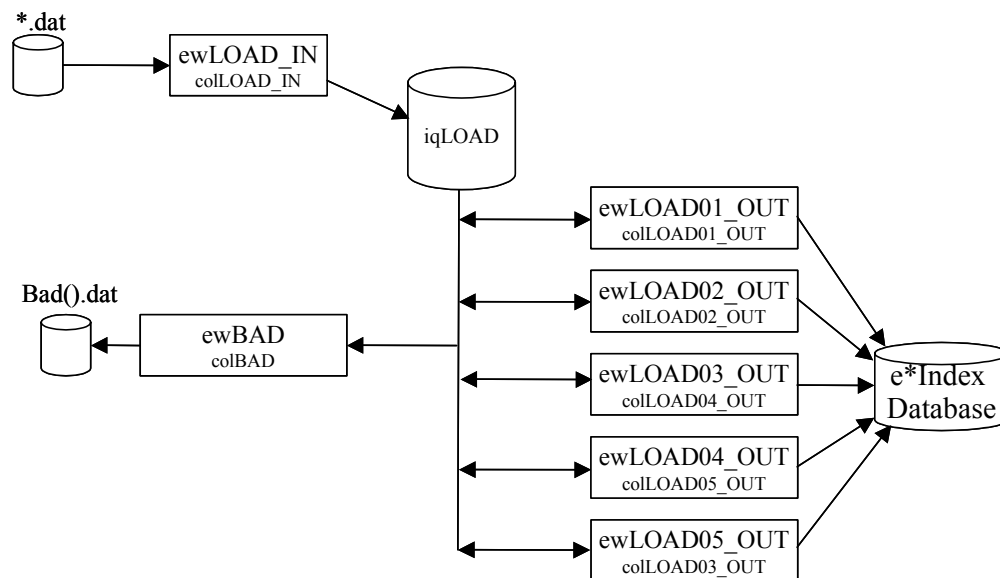 *.dat
ewLOAD_IN
colLOAD_IN
iqLOAD
ewLOAD01_OUT
colLOAD01_OUT
Bad().dat
ewBAD
colBAD
ewLOAD02_OUT
colLOAD02_OUT
ewLOAD03_OUT
colLOAD04_OUT
e*Index
Database
ewLOAD04_OUT
colLOAD05_OUT
ewLOAD05_OUT
colLOAD03_OUT